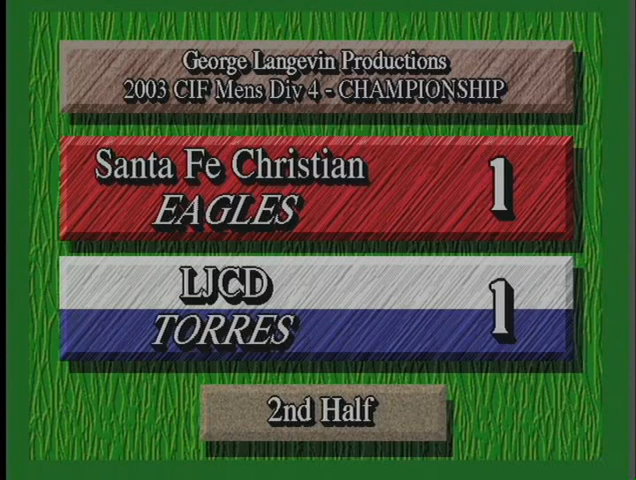 George Langevin Productions
2003 CIF Mens Div 4 - CHAMPIONSHIP
Santa Fe Christian
EAGLES
1
LJCD
TORRES
1
2nd Half